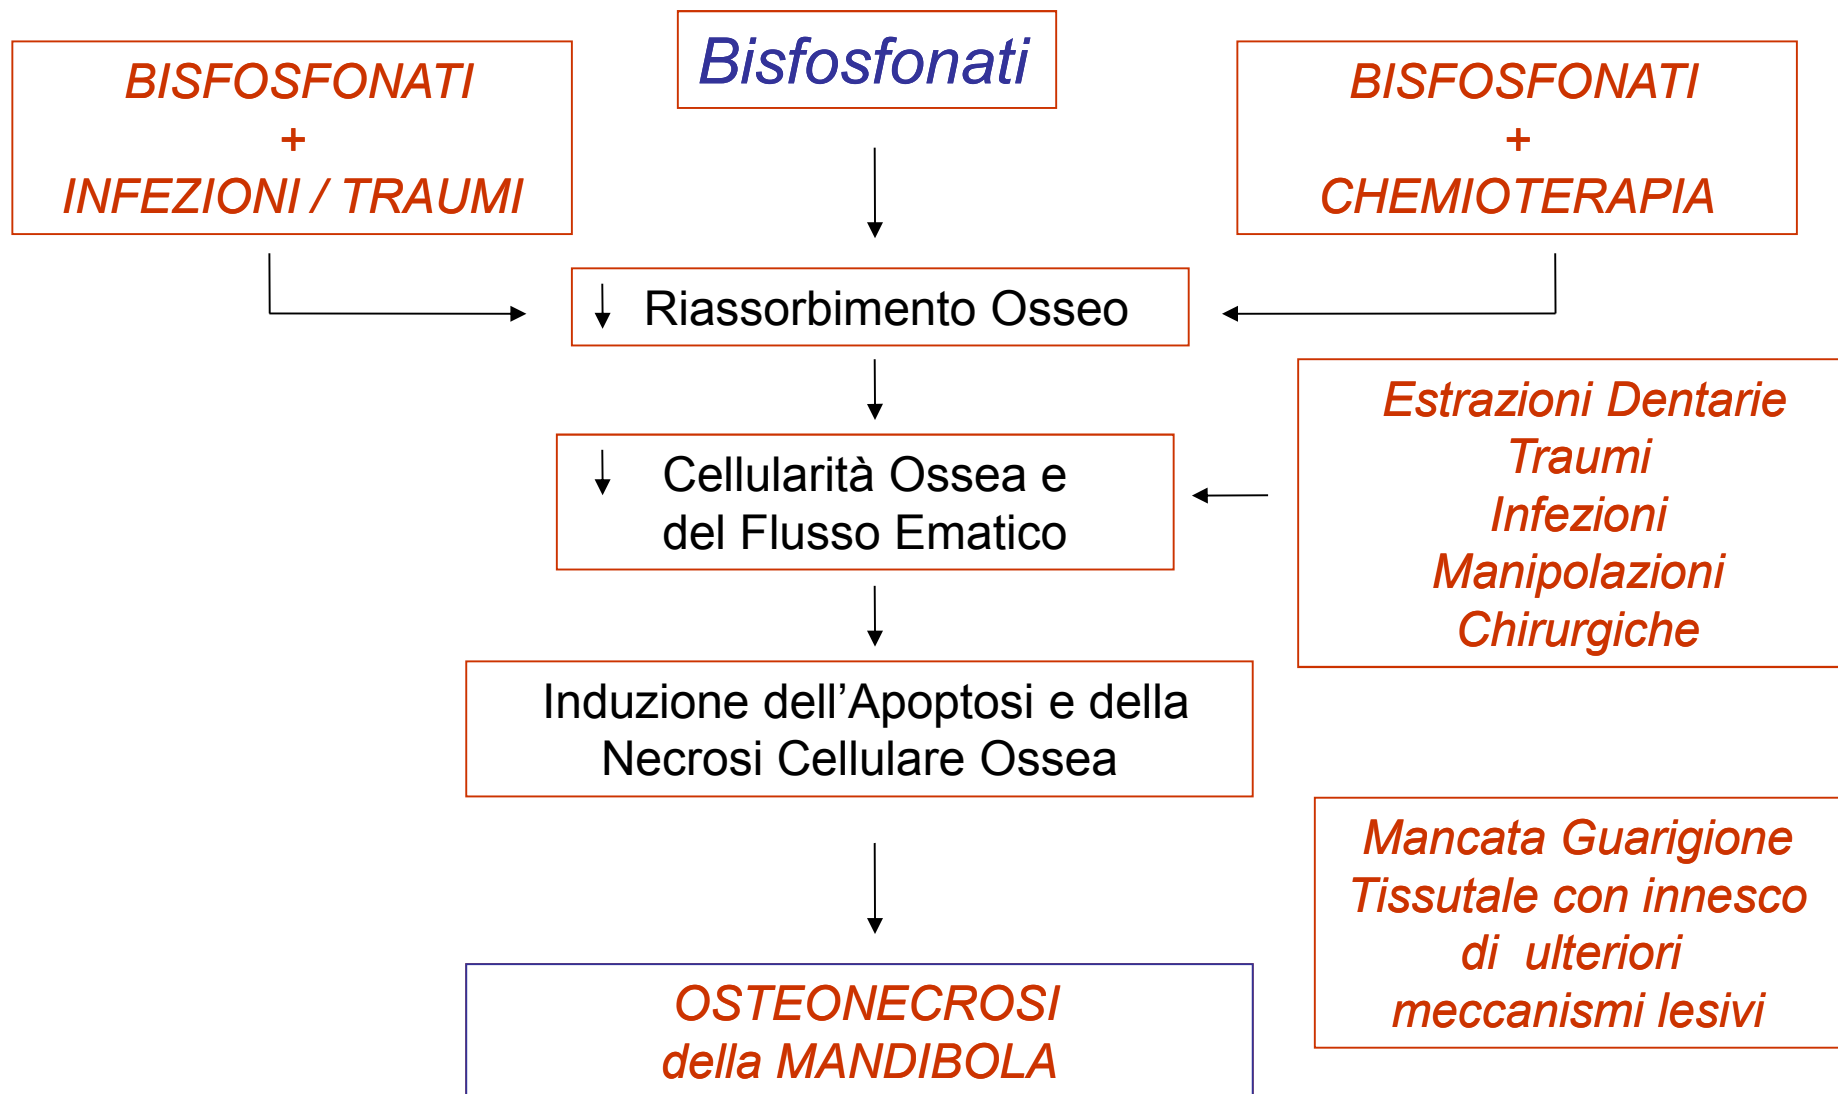 BISFOSFONATI
+
INFEZIONI / TRAUMI
Bisfosfonati
BISFOSFONATI
+
CHEMIOTERAPIA
↓ Riassorbimento Osseo
↓ Cellularità Ossea e
del Flusso Ematico
Estrazioni Dentarie
Traumi
Infezioni
Manipolazioni
Chirurgiche
Induzione dell’Apoptosi e della
Necrosi Cellulare Ossea
Mancata Guarigione
Tissutale con innesco
di ulteriori
meccanismi lesivi
OSTEONECROSI
della MANDIBOLA